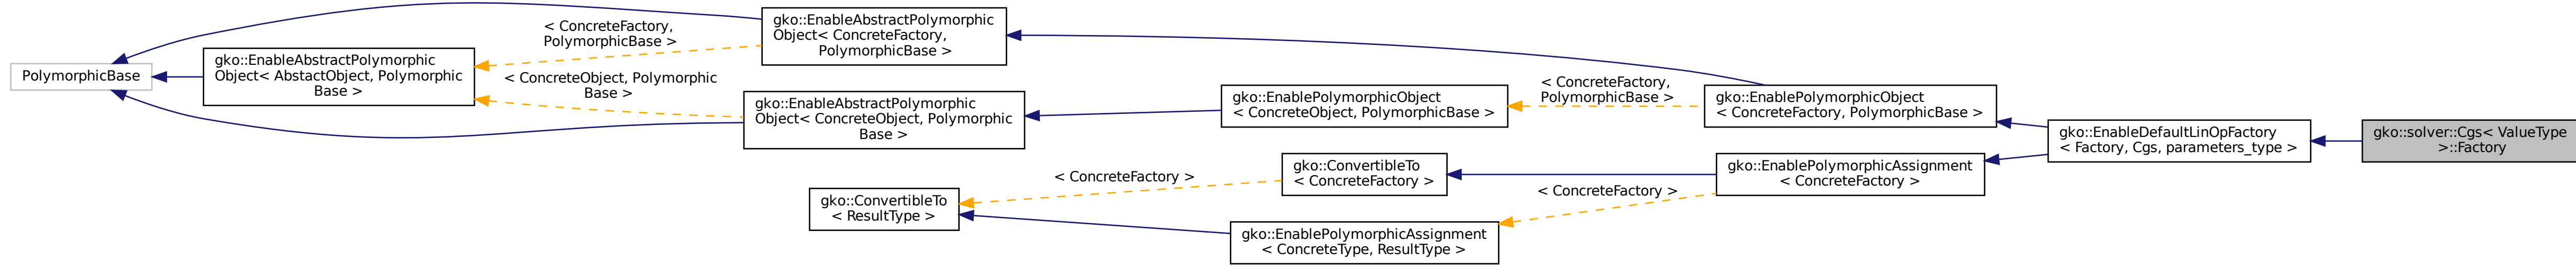 PolymorphicBase
gko::EnableAbstractPolymorphic
Object< AbstactObject, Polymorphic
Base >
< ConcreteFactory,
PolymorphicBase >
< ConcreteObject, Polymorphic
Base >
gko::EnableAbstractPolymorphic
Object< ConcreteFactory,
PolymorphicBase >
gko::EnableAbstractPolymorphic
Object< ConcreteObject, Polymorphic
Base >
gko::ConvertibleTo
< ResultType >
< ConcreteFactory >
gko::EnablePolymorphicObject
< ConcreteObject, PolymorphicBase >
gko::ConvertibleTo
< ConcreteFactory >
gko::EnablePolymorphicAssignment
< ConcreteType, ResultType >
< ConcreteFactory,
PolymorphicBase >
< ConcreteFactory >
gko::EnablePolymorphicObject
< ConcreteFactory, PolymorphicBase >
gko::EnablePolymorphicAssignment
< ConcreteFactory >
gko::EnableDefaultLinOpFactory
< Factory, Cgs, parameters_type >
gko::solver::Cgs< ValueType
>::Factory